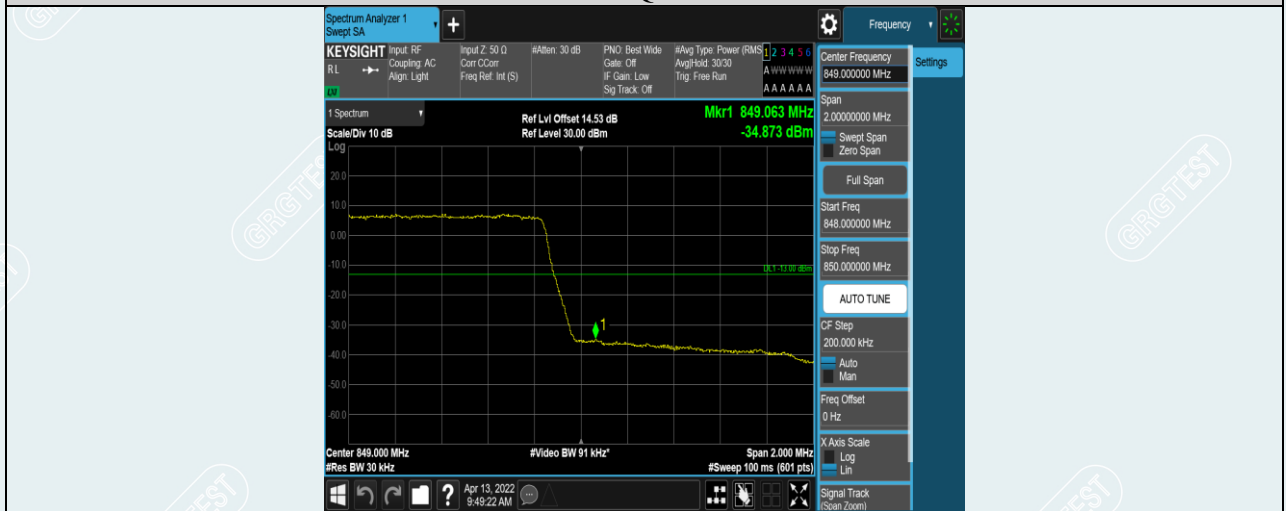 Spectrum Analyzer 1
Swept SA
+
Frequency
KEYSIGHT
RL
Input: RF
Coupling: AC
Align: Light
Input Z: 50 Ω
Corr CCorr
Freq Ref: Int (S)
#Atten: 30 dB
PNO: Best Wide
Gate: Off
IF Gain: Low
Sig Track: Off
#Avg Type: Power (RMS
Avg|Hold: 30/30
Trig: Free Run
1 2 3 4 5 6
A W W W W W
A A A A A A
1 Spectrum
Scale/Div 10 dB
Ref Lvl Offset 14.53 dB
Ref Level 30.00 dBm
Mkr1 849.063 MHz
-34.873 dBm
Log
20.0
10.0
0.00
-10.0
-20.0
-30.0
-40.0
-50.0
-60.0
DL1 -13.00 dBm
1
Center 849.000 MHz
#Res BW 30 kHz
#Video BW 91 kHz*
Span 2.000 MHz
#Sweep 100 ms (601 pts)
?
Apr 13, 2022
9:49:22 AM
Center Frequency
849.000000 MHz
Settings
Span
2.00000000 MHz
Swept Span
Zero Span
Full Span
Start Freq
848.000000 MHz
Stop Freq
850.000000 MHz
AUTO TUNE
CF Step
200.000 kHz
Auto
Man
Freq Offset
0 Hz
X Axis Scale
Log
Lin
Signal Track
(Span Zoom)
GRGTEST
GRGTEST
GRGTEST